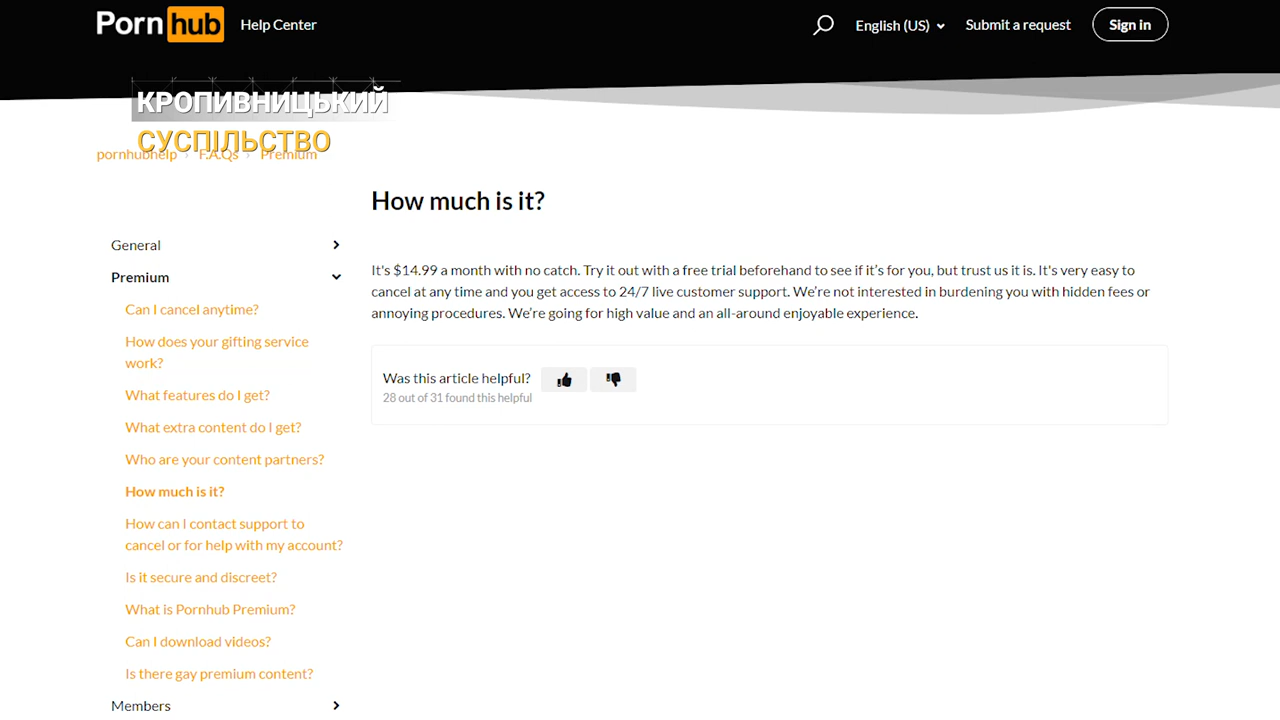 Pornhub Help Center English (US) Submit a request Sign in
КРОПИВНИЦЬКИЙ
СУСПІЛЬСТВО
pornhubhelp › F.A.Qs › Premium
How much is it?
General
Premium
Can I cancel anytime?
How does your gifting service
work?
What features do I get?
What extra content do I get?
Who are your content partners?
How much is it?
How can I contact support to
cancel or for help with my account?
Is it secure and discreet?
What is Pornhub Premium?
Can I download videos?
Is there gay premium content?
Members
It's $14.99 a month with no catch. Try it out with a free trial beforehand to see if it’s for you, but trust us it is. It's very easy to
cancel at any time and you get access to 24/7 live customer support. We’re not interested in burdening you with hidden fees or
annoying procedures. We’re going for high value and an all-around enjoyable experience.
Was this article helpful?
28 out of 31 found this helpful